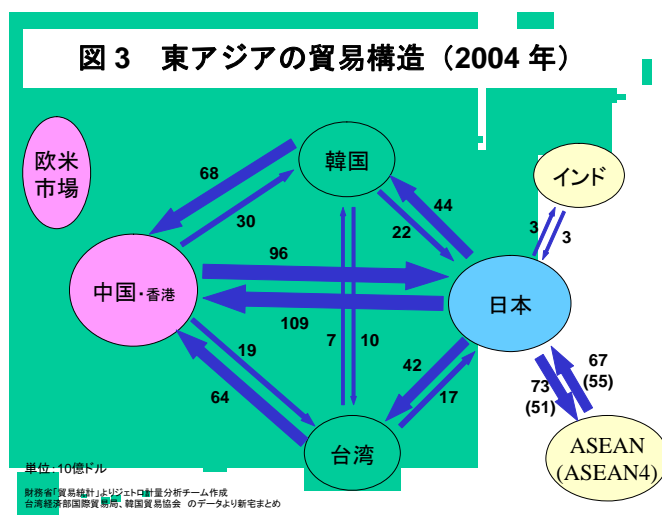 図 3　東アジアの貿易構造（2004 年）
欧米
市場
韓国
インド
68
30
44
22
3
3
96
中国・香港
日本
109
7
10
19
64
42
17
67
(55)
73
(51)
台湾
ASEAN
(ASEAN4)
単位：10億ドル
財務省「貿易統計」よりジェトロ計量分析チーム作成
台湾経済部国際貿易局、韓国貿易協会 のデータより新宅まとめ